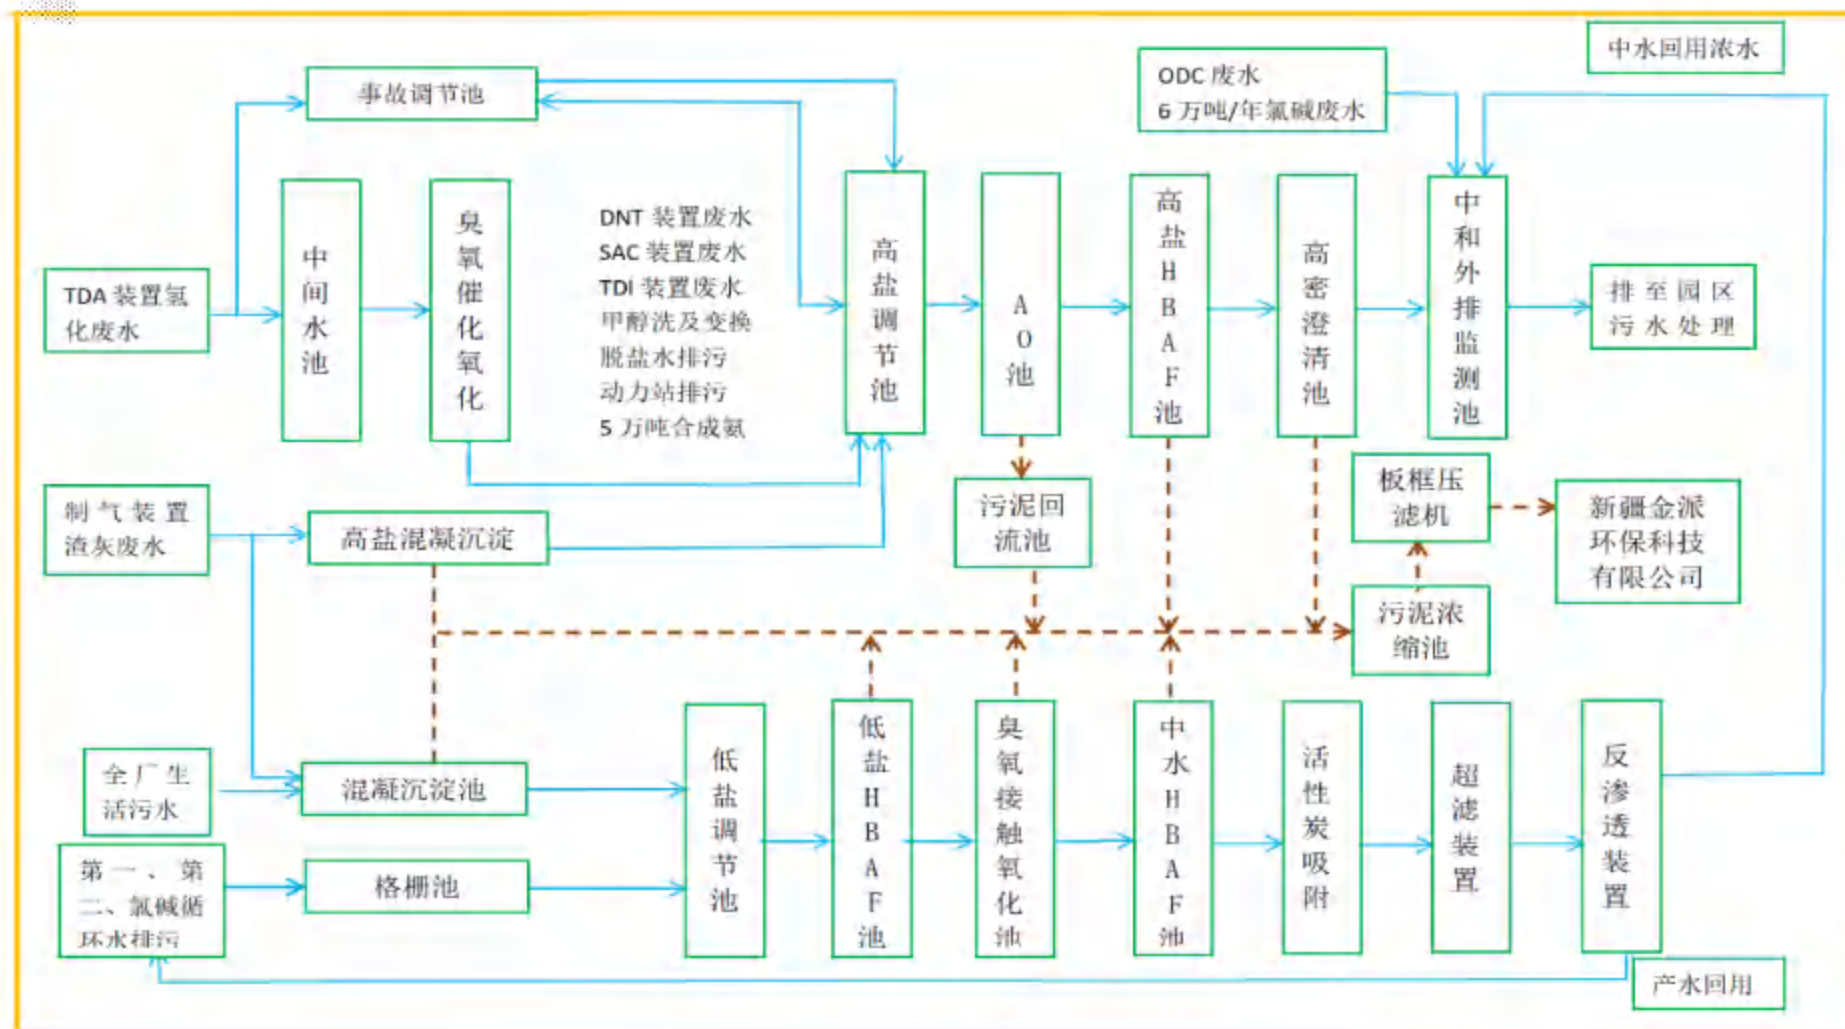 中水回用浓水
事故调节池
ODC 废水
6 万吨/年氯碱废水
TDA 装置氢
化废水
中间水池
臭氧催化氧化
DNT 装置废水
SAC 装置废水
TDI 装置废水
甲醇洗及变换
脱盐水排污
动力站排污
5 万吨合成氨
高盐调节池
AO池
高盐HBAF池
高密澄清池
中和外排监测池
排至园区
污水处理
制气装置
渣灰废水
高盐混凝沉淀
污泥回
流池
板框压
滤机
新疆金派
环保科技
有限公司
污泥浓
缩池
全厂生
活污水
混凝沉淀池
第一、第
二、氯碱循
环水排污
格栅池
低盐调节池
低盐HBAF池
臭氧接触氧化池
中水HBAF池
活性炭吸附
超滤装置
反渗透装置
产水回用